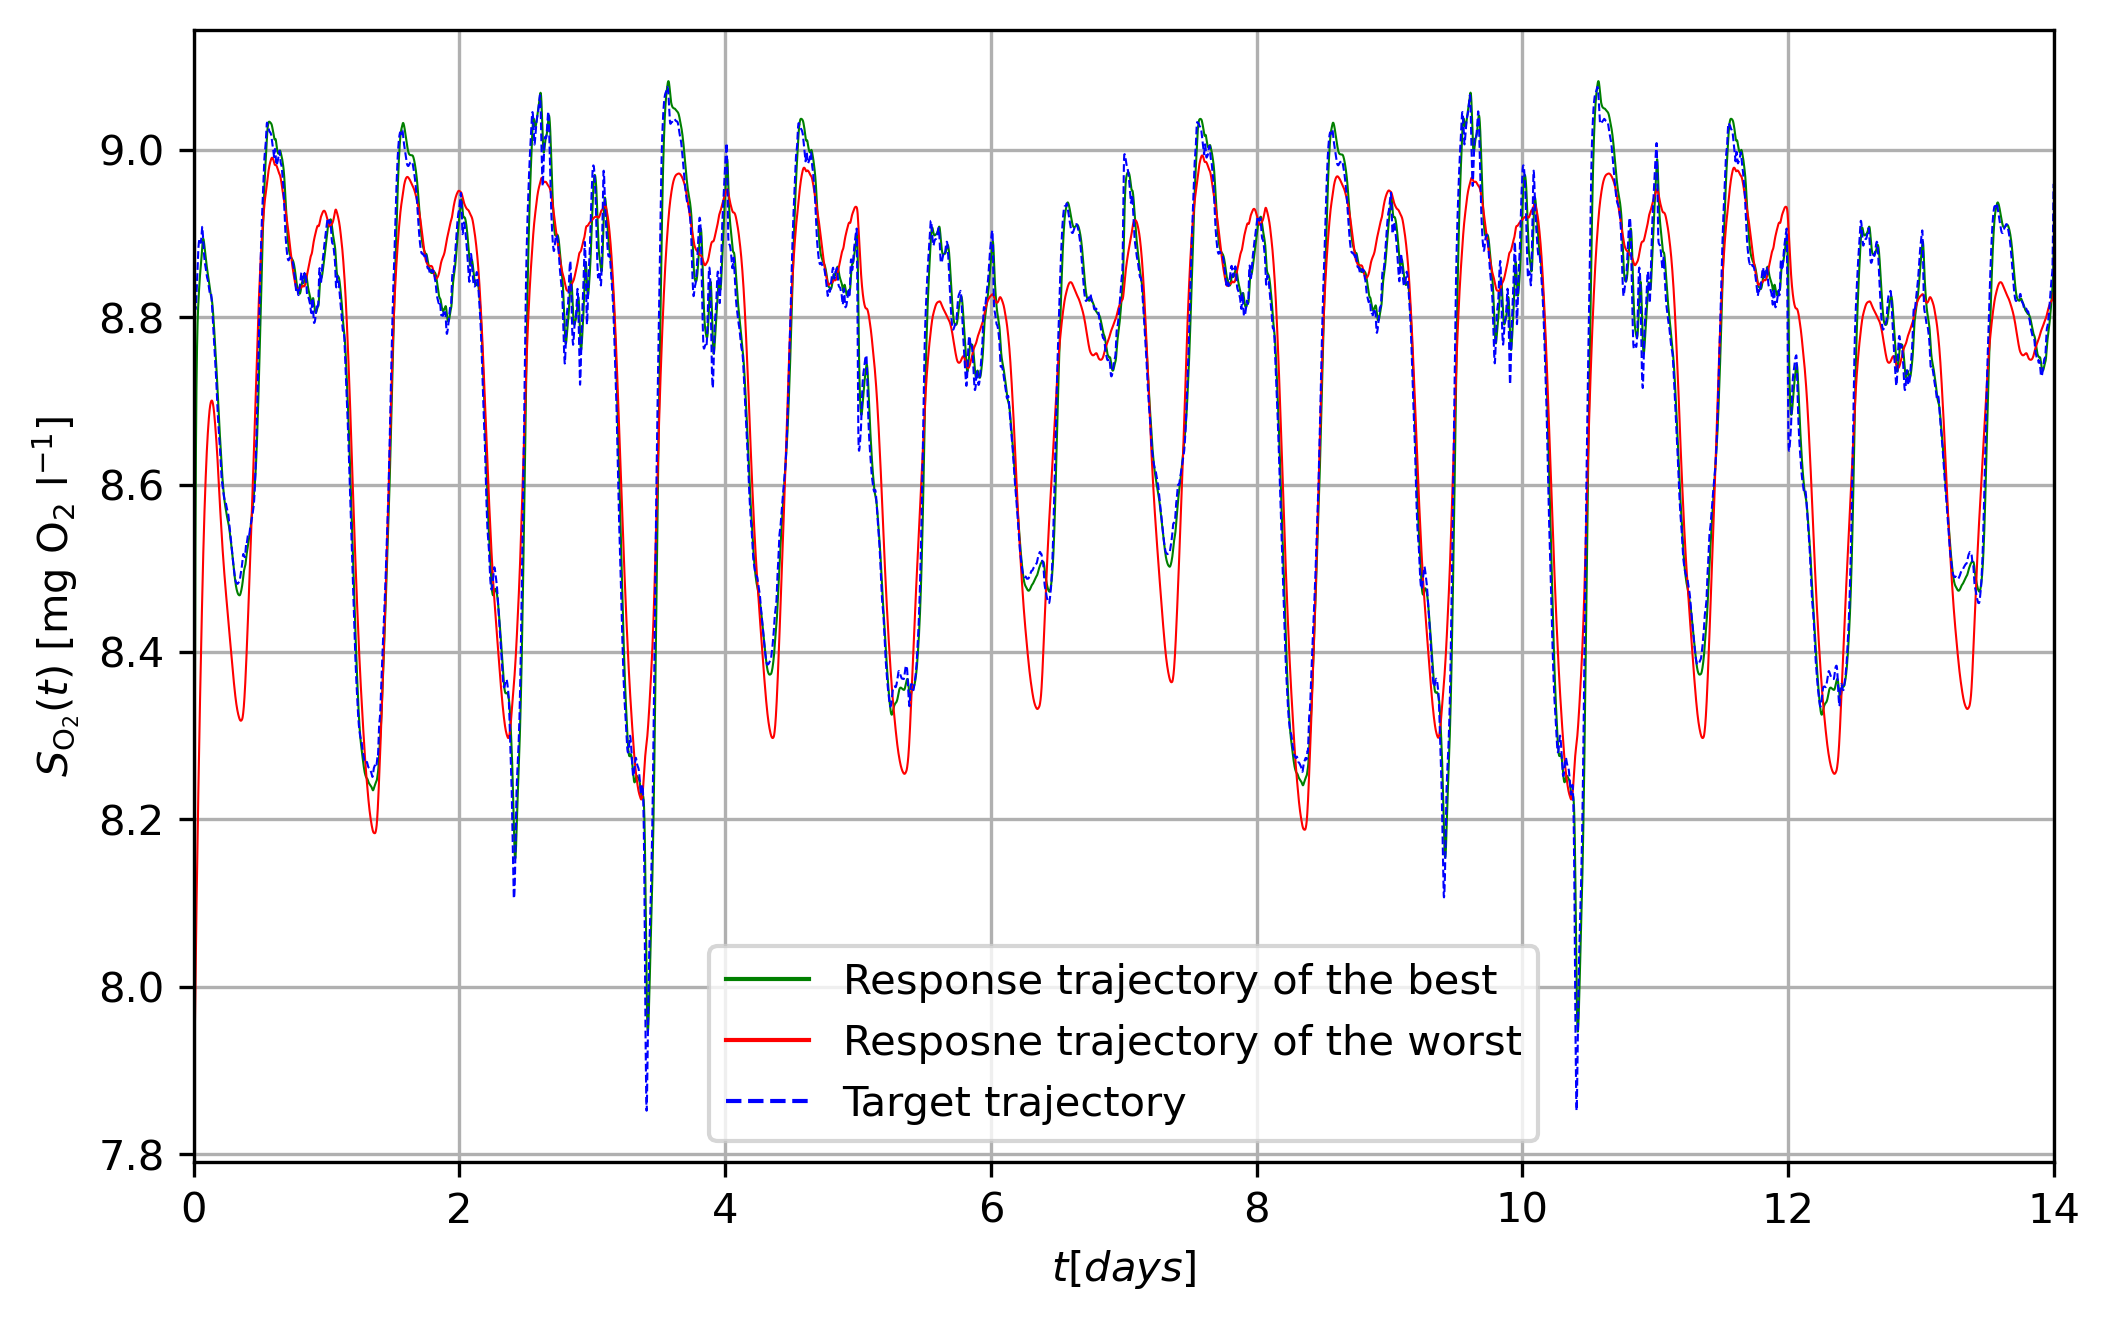 9.0
8.8
8.6
8.4
8.2
8.0
7.8
S_{O_2}(t) [mg O_2 l^{-1}]
Response trajectory of the best
Resposne trajectory of the worst
Target trajectory
0 2 4 6 8 10 12 14
t[days]